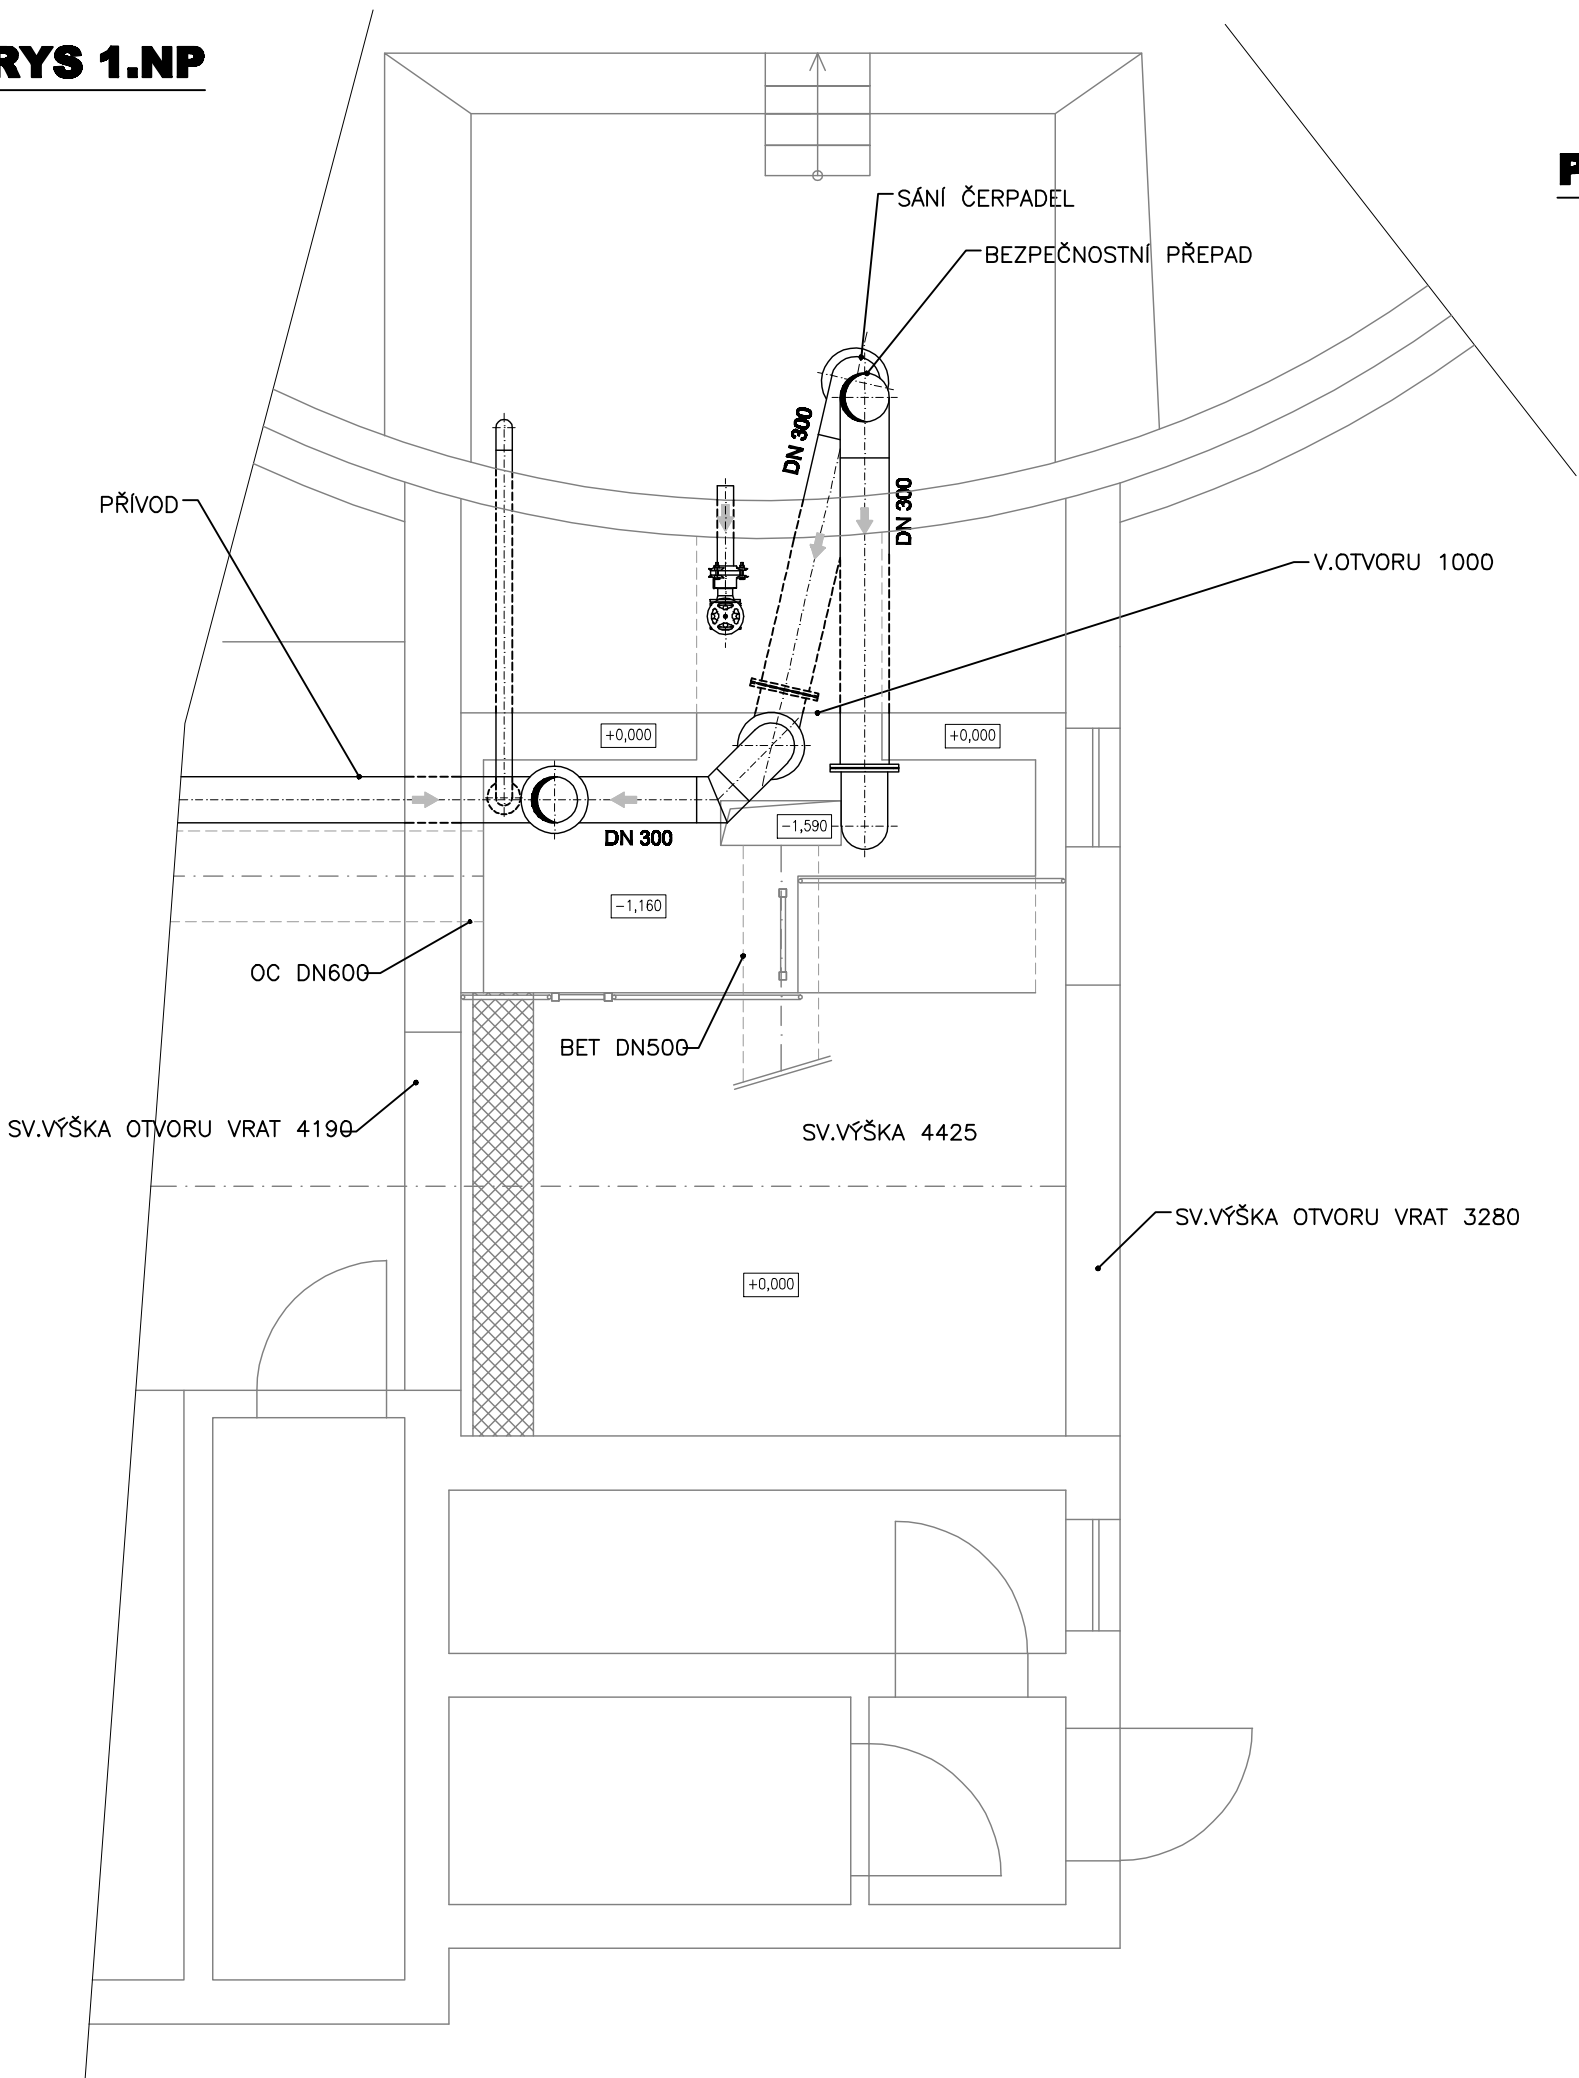 RYS 1.NP
P
SÁNÍ ČERPADEL
BEZPEČNOSTNÍ PŘEPAD
DN 300
DN 300
PŘÍVOD
V.OTVORU 1000
+0,000
+0,000
-1,590
DN 300
-1,160
OC DN600
BET DN500
SV.VÝŠKA OTVORU VRAT 4190
SV.VÝŠKA 4425
SV.VÝŠKA OTVORU VRAT 3280
+0,000